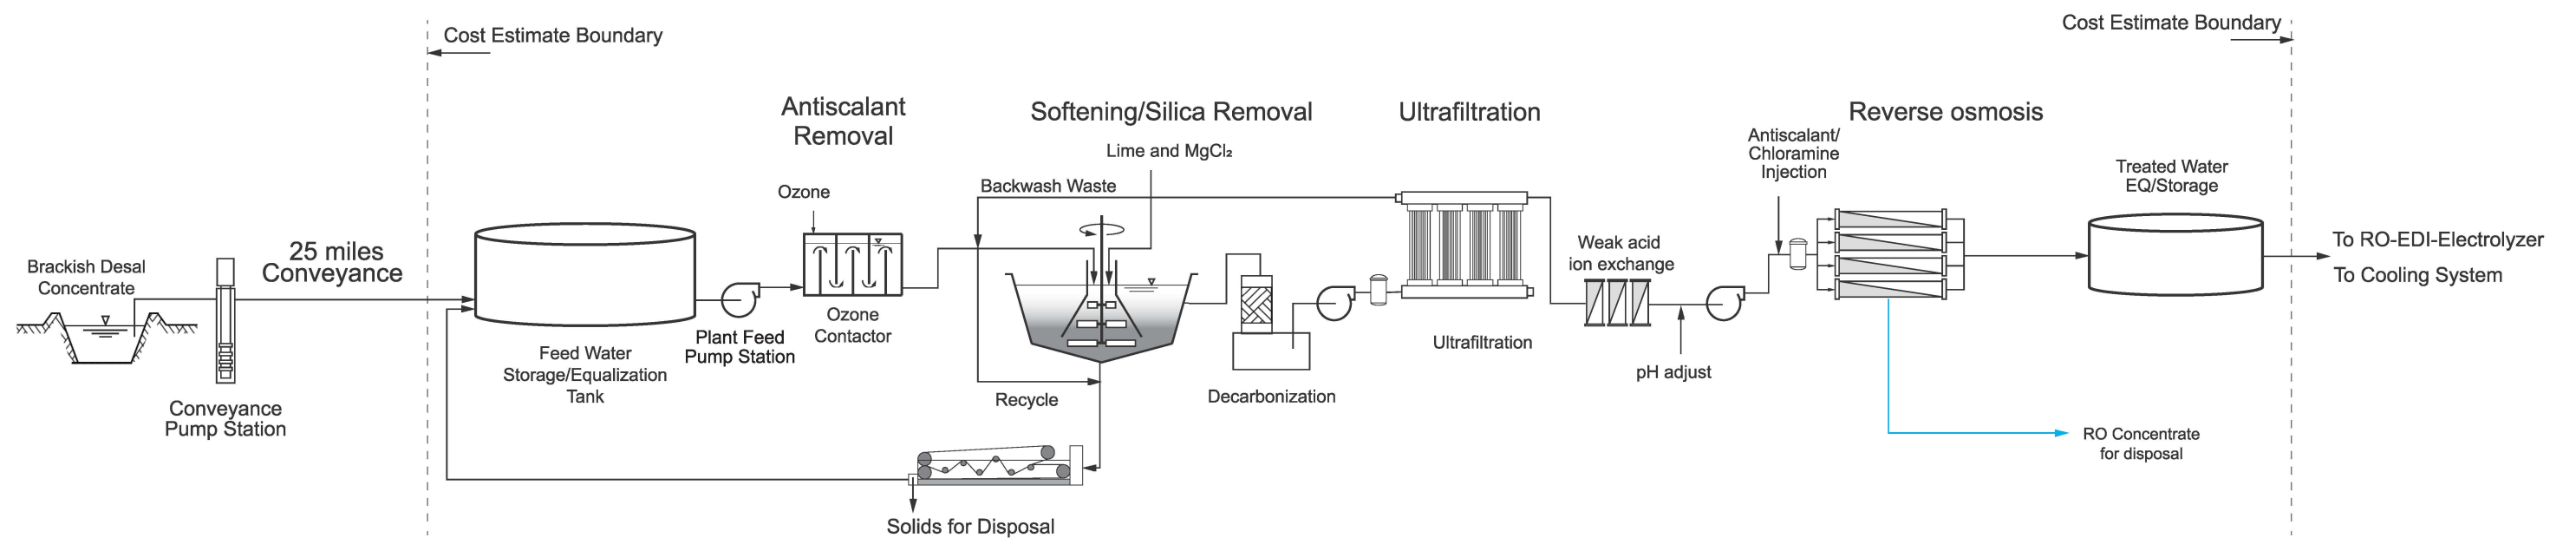 Cost Estimate Boundary
Cost Estimate Boundary
Antiscalant
Removal
Softening/Silica Removal
Ultrafiltration
Reverse osmosis
Lime and MgCl₂
Antiscalant/
Chloramine
Injection
Treated Water
EQ/Storage
Ozone
Backwash Waste
25 miles
Conveyance
Brackish Desal
Concentrate
Weak acid
ion exchange
To RO-EDI-Electrolyzer
To Cooling System
Plant Feed
Pump Station
Ozone
Contactor
Ultrafiltration
Feed Water
Storage/Equalization
Tank
pH adjust
Recycle
Decarbonization
Conveyance
Pump Station
RO Concentrate
for disposal
Solids for Disposal